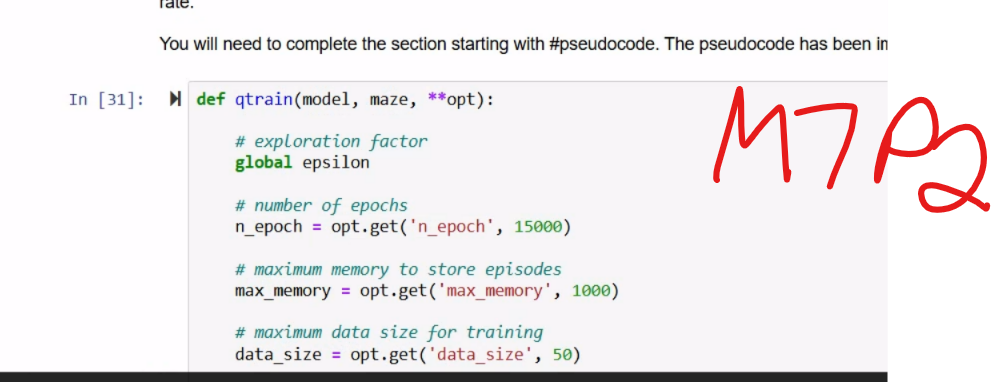 rate.
You will need to complete the section starting with #pseudocode. The pseudocode has been in
In [31]: def qtrain(model, maze, **opt):
# exploration factor
global epsilon
# number of epochs
n_epoch = opt.get('n_epoch', 15000)
# maximum memory to store episodes
max_memory = opt.get('max_memory', 1000)
# maximum data size for training
data_size = opt.get('data_size', 50)